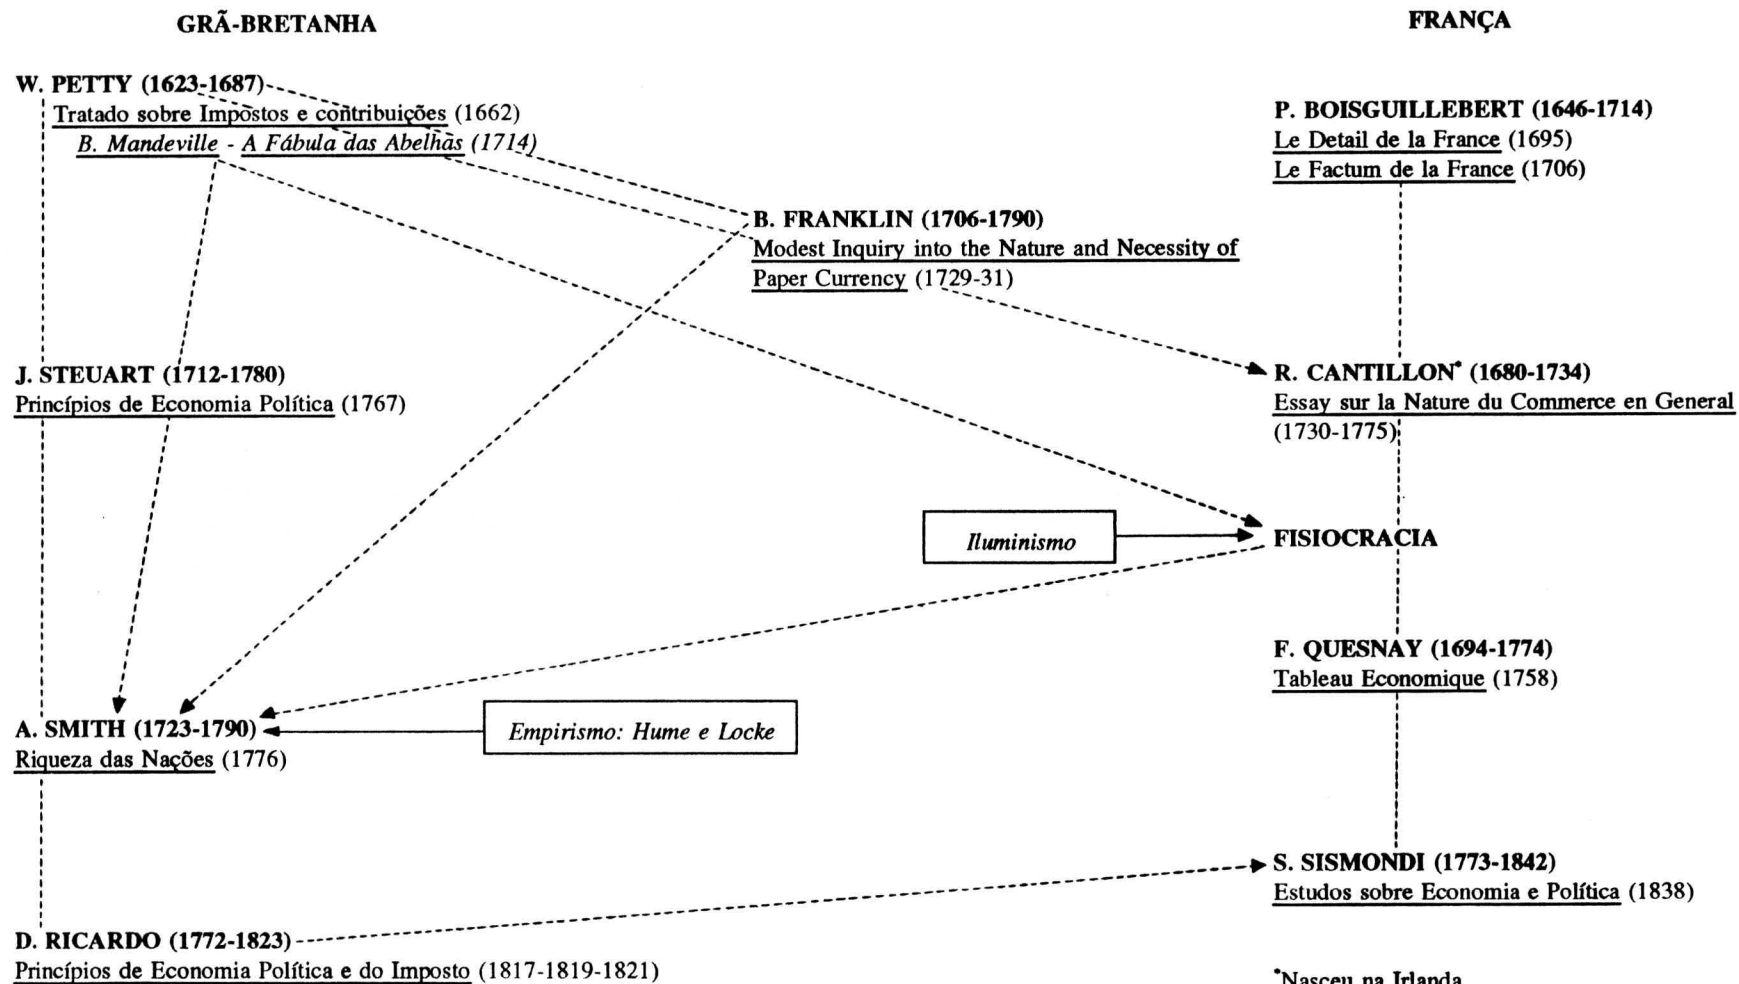 GRÃ-BRETANHA
W. PETTY (1623-1687)
Tratado sobre Impostos e contribuições (1662)
B. Mandeville - A Fábula das Abelhas (1714)
B. FRANKLIN (1706-1790)
Modest Inquiry into the Nature and Necessity of
Paper Currency (1729-31)
J. STEUART (1712-1780)
Princípios de Economia Política (1767)
Iluminismo
A. SMITH (1723-1790)
Riqueza das Nações (1776)
Empirismo: Hume e Locke
D. RICARDO (1772-1823)
Princípios de Economia Política e do Imposto (1817-1819-1821)
FRANÇA
P. BOISGUILLEBERT (1646-1714)
Le Detail de la France (1695)
Le Factum de la France (1706)
R. CANTILLON* (1680-1734)
Essay sur la Nature du Commerce en General
(1730-1775)
FISIOCRACIA
F. QUESNAY (1694-1774)
Tableau Economique (1758)
S. SISMONDI (1773-1842)
Estudos sobre Economia e Política (1838)
*Nasceu na Irlanda